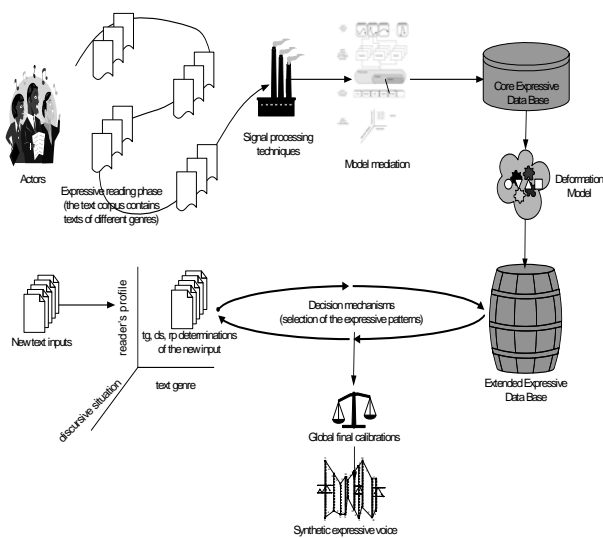 Actors
Expressive reading phase
(the text corpus contains
texts of different genres)
Signal processing
techniques
Model mediation
Core Expressive
Data Base
Deformation
Model
New text inputs
reader's profile
discursive situation
text genre
tg, ds, rp determinations
of the new input
Decision mechanisms
(selection of the expressive patterns)
Extended Expressive
Data Base
Global final calibrations
Synthetic expressive voice